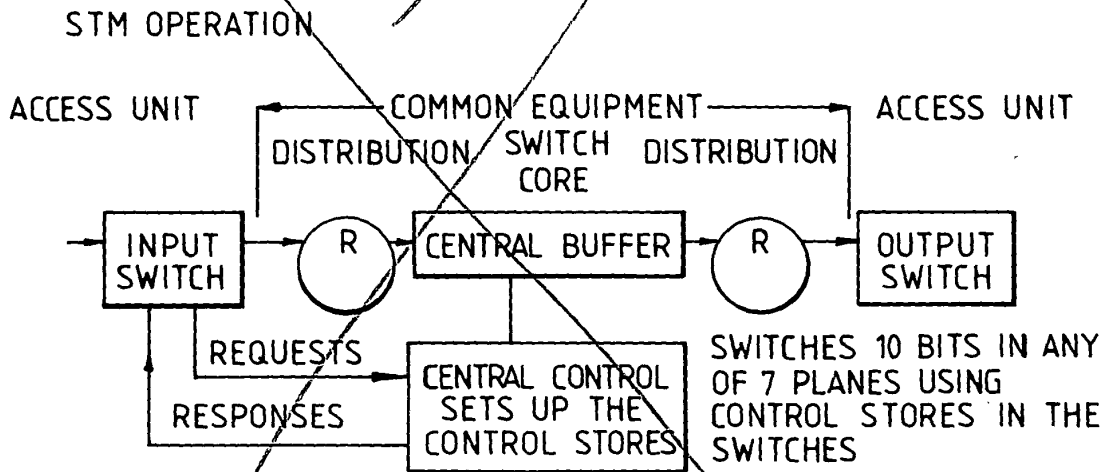 STM OPERATION
ACCESS UNIT
COMMON EQUIPMENT
ACCESS UNIT
DISTRIBUTION
SWITCH
CORE
DISTRIBUTION
INPUT
SWITCH
R
CENTRAL BUFFER
R
OUTPUT
SWITCH
REQUESTS
RESPONSES
CENTRAL CONTROL
SETS UP THE
CONTROL STORES
SWITCHES 10 BITS IN ANY
OF 7 PLANES USING
CONTROL STORES IN THE
SWITCHES